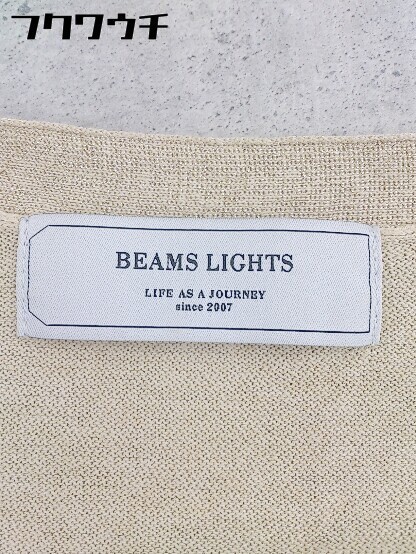 フクワウチ
BEAMS LIGHTS
LIFE AS A JOURNEY
since 2007